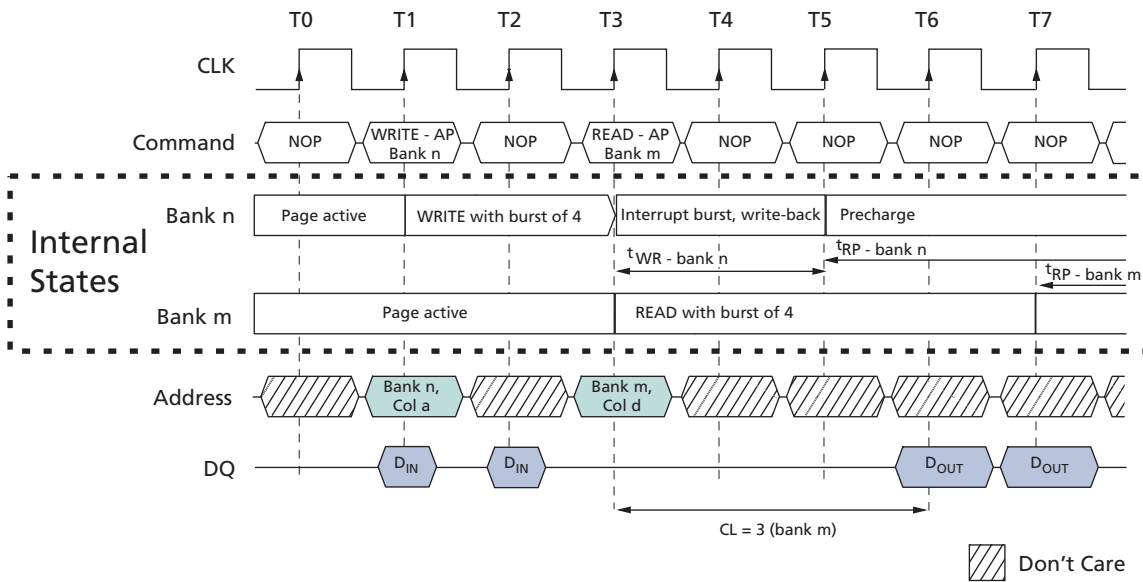 T0 T1 T2 T3 T4 T5 T6 T7
CLK
Command NOP WRITE - AP Bank n NOP READ - AP Bank m NOP NOP NOP NOP
Internal States
Bank n Page active WRITE with burst of 4 Interrupt burst, write-back Precharge
tWR - bank n tRP - bank n
tRP - bank m
Bank m Page active READ with burst of 4
Address Bank n, Col a Bank m, Col d
DQ DIN DIN DOUT DOUT
CL = 3 (bank m)
Don't Care